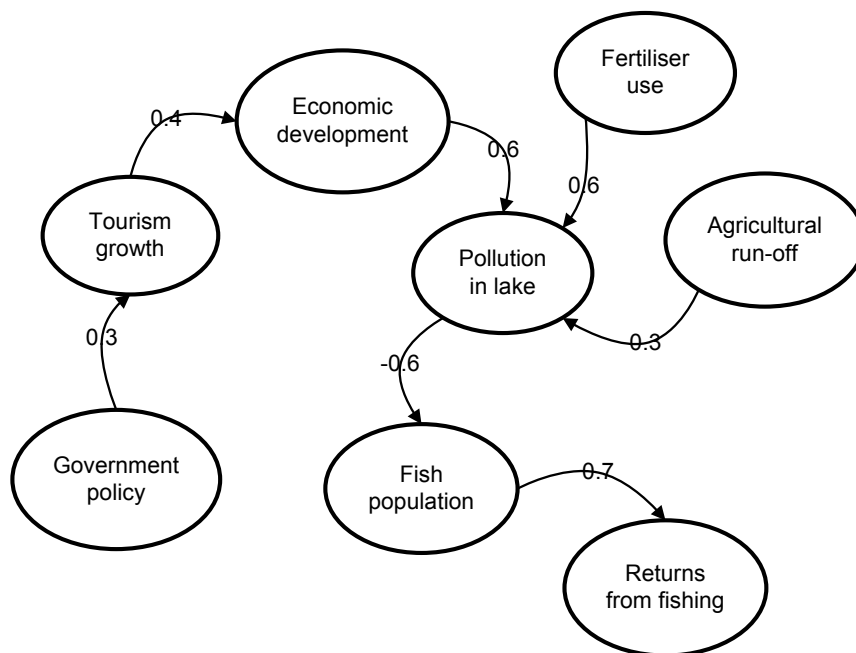 Fertiliser
use
Economic
development
0.4
0.6
0.6
Tourism
growth
Agricultural
run-off
Pollution
in lake
0.3
0.3
-0.6
Government
policy
Fish
population
0.7
Returns
from fishing